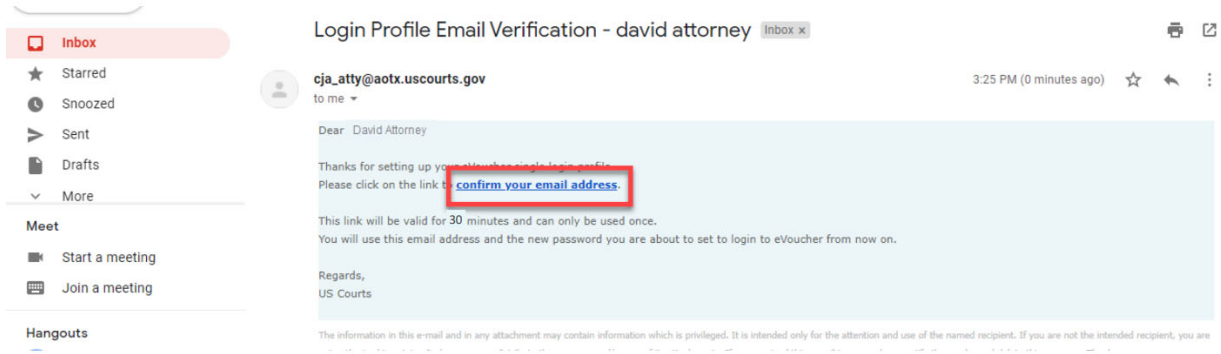 Login Profile Email Verification - david attorney Inbox x
Inbox
Starred
Snoozed
Sent
Drafts
More
Meet
Start a meeting
Join a meeting
Hangouts
cja_atty@aotx.uscourts.gov 3:25 PM (0 minutes ago)
to me
Dear David Attorney
Thanks for setting up your eVoucher single login profile.
Please click on the link to confirm your email address.
This link will be valid for 30 minutes and can only be used once.
You will use this email address and the new password you are about to set to login to eVoucher from now on.
Regards,
US Courts
The information in this e-mail and in any attachment may contain information which is privileged. It is intended only for the attention and use of the named recipient. If you are not the intended recipient, you are